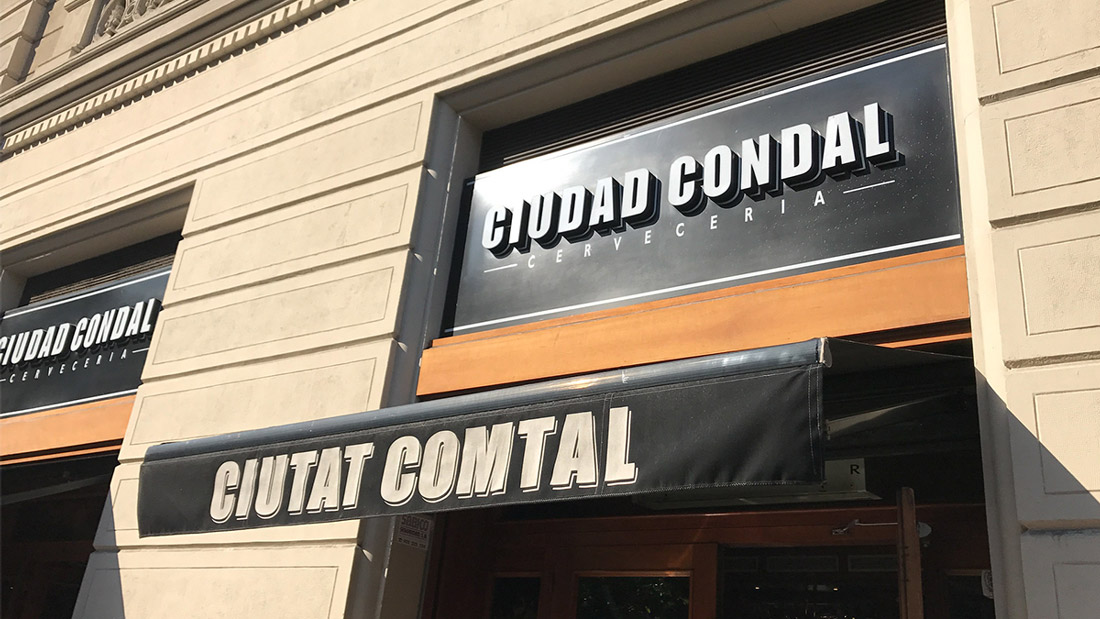 CIUDAD CONDAL
CERVECERIA
CIUDAD CONDAL
CERVECERIA
CIUTAT COMTAL
R